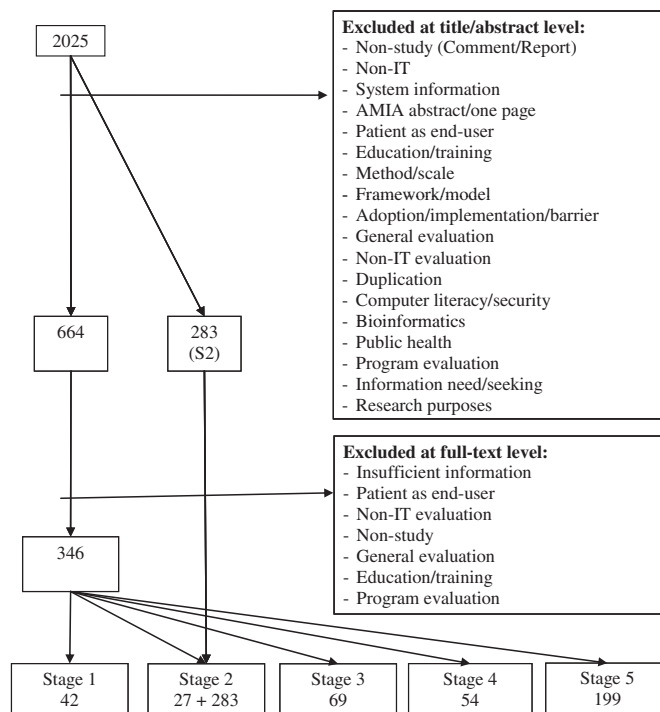 2025
Excluded at title/abstract level:
- Non-study (Comment/Report)
- Non-IT
- System information
- AMIA abstract/one page
- Patient as end-user
- Education/training
- Method/scale
- Framework/model
- Adoption/implementation/barrier
- General evaluation
- Non-IT evaluation
- Duplication
- Computer literacy/security
- Bioinformatics
- Public health
- Program evaluation
- Information need/seeking
- Research purposes
664
283
(S2)
Excluded at full-text level:
- Insufficient information
- Patient as end-user
- Non-IT evaluation
- Non-study
- General evaluation
- Education/training
- Program evaluation
346
Stage 1
42
Stage 2
27 + 283
Stage 3
69
Stage 4
54
Stage 5
199